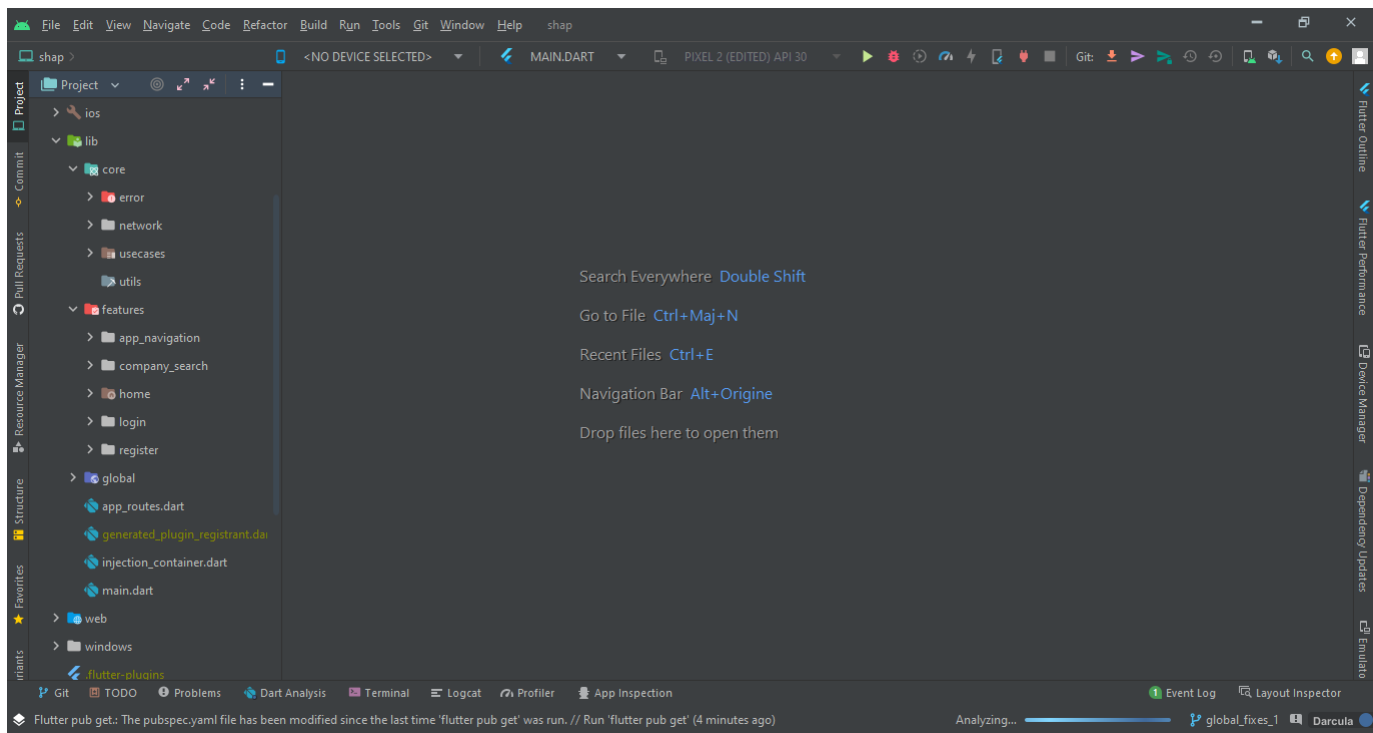 File Edit View Navigate Code Refactor Build Run Tools Git Window Help shap
shap <NO DEVICE SELECTED> MAIN.DART PIXEL 2 (EDITED) API 30 Git:
Project
ios
lib
core
error
network
usecases
utils
features
app_navigation
company_search
home
login
register
global
app_routes.dart
generated_plugin_registrant.da
injection_container.dart
main.dart
web
windows
.flutter-plugins
Project
Commit
Pull Requests
Resource Manager
Structure
Favorites
riants
Search Everywhere Double Shift
Go to File Ctrl+Maj+N
Recent Files Ctrl+E
Navigation Bar Alt+Origine
Drop files here to open them
Flutter Outline
Flutter Performance
Device Manager
Dependency Updates
Emulato
Git TODO Problems Dart Analysis Terminal Logcat Profiler App Inspection 1 Event Log Layout Inspector
Flutter pub get.: The pubspec.yaml file has been modified since the last time 'flutter pub get' was run. // Run 'flutter pub get' (4 minutes ago) Analyzing... global_fixes_1 Darcula